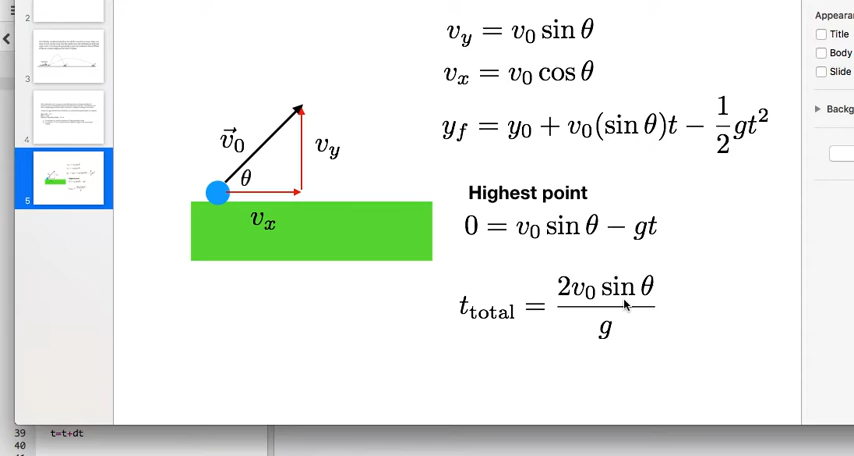 2
3
4
5
v_y = v_0 sin θ
v_x = v_0 cos θ
y_f = y_0 + v_0(sin θ)t − 1/2 gt^2
v⃗_0
θ
v_y
v_x
Highest point
0 = v_0 sin θ − gt
t_total = 2v_0 sin θ / g
Appeara
Title
Body
Slide
Backg
39 t=t+dt
40